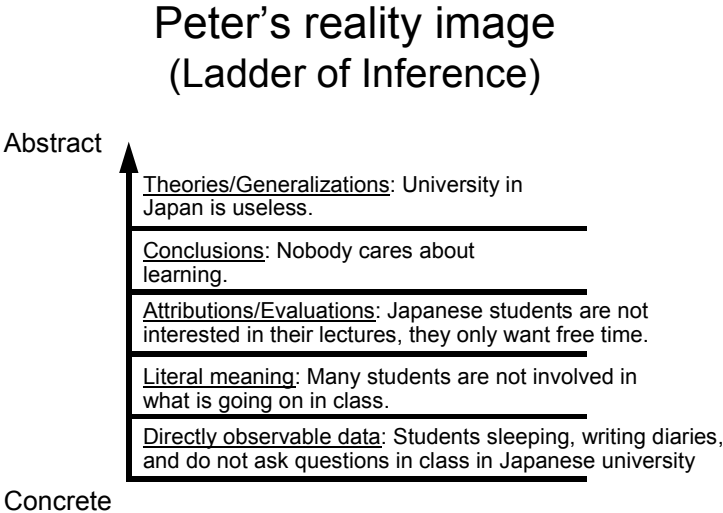 Peter's reality image
(Ladder of Inference)
Abstract
Theories/Generalizations: University in
Japan is useless.
Conclusions: Nobody cares about
learning.
Attributions/Evaluations: Japanese students are not
interested in their lectures, they only want free time.
Literal meaning: Many students are not involved in
what is going on in class.
Directly observable data: Students sleeping, writing diaries,
and do not ask questions in class in Japanese university
Concrete